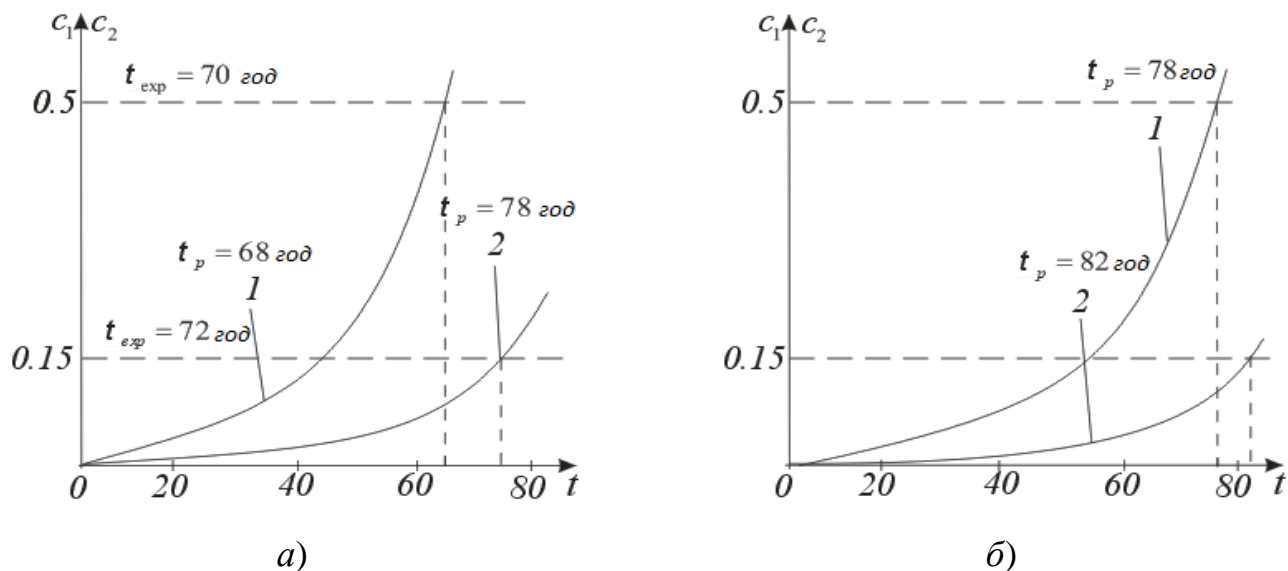 c₁ c₂
t_exp = 70 год
0.5
t_p = 78 год
2
t_p = 68 год
1
t_exp = 72 год
0.15
0 20 40 60 80 t
а)
c₁ c₂
t_p = 78 год
0.5
1
t_p = 82 год
2
0.15
0 20 40 60 80 t
б)